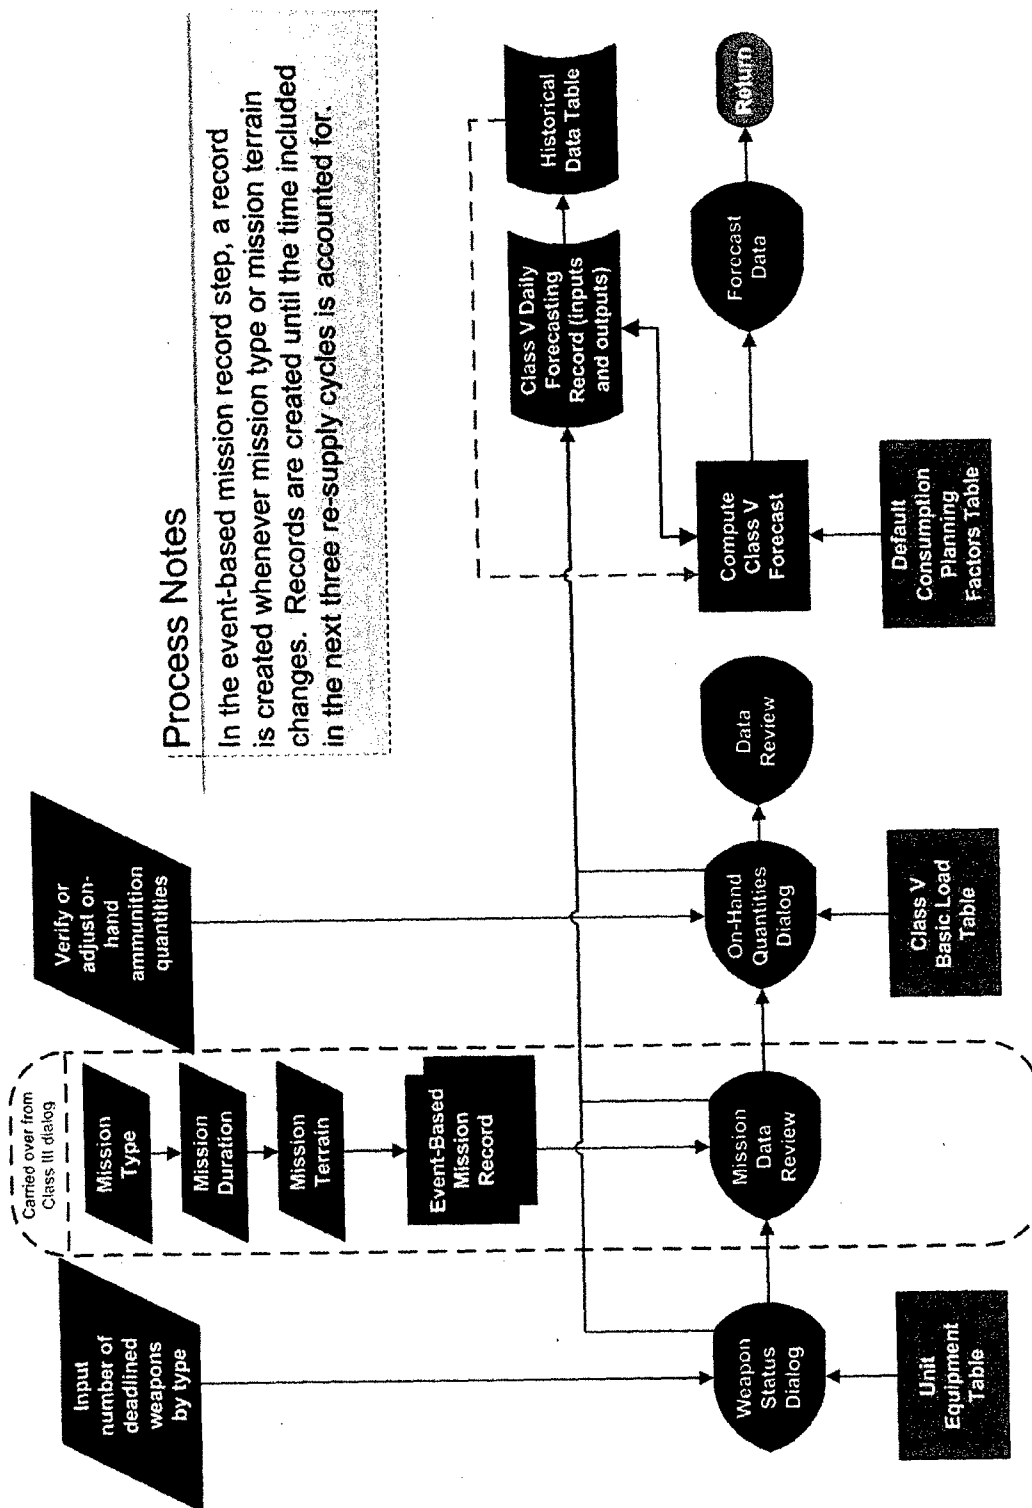 Process Notes
In the event-based mission record step, a record
is created whenever mission type or mission terrain
changes.  Records are created until the time included
in the next three re-supply cycles is accounted for.
Input
number of
deadlined
weapons
by type
Carried over from
Class III dialog
Mission
Type
Mission
Duration
Mission
Terrain
Event-Based
Mission
Record
Verify or
adjust on-
hand
ammunition
quantities
Weapon
Status
Dialog
Mission
Data
Review
On-Hand
Quantities
Dialog
Data
Review
Unit
Equipment
Table
Class V
Basic Load
Table
Class V Daily
Forecasting
Record (inputs
and outputs)
Historical
Data Table
Compute
Class V
Forecast
Forecast
Data
Return
Default
Consumption
Planning
Factors Table